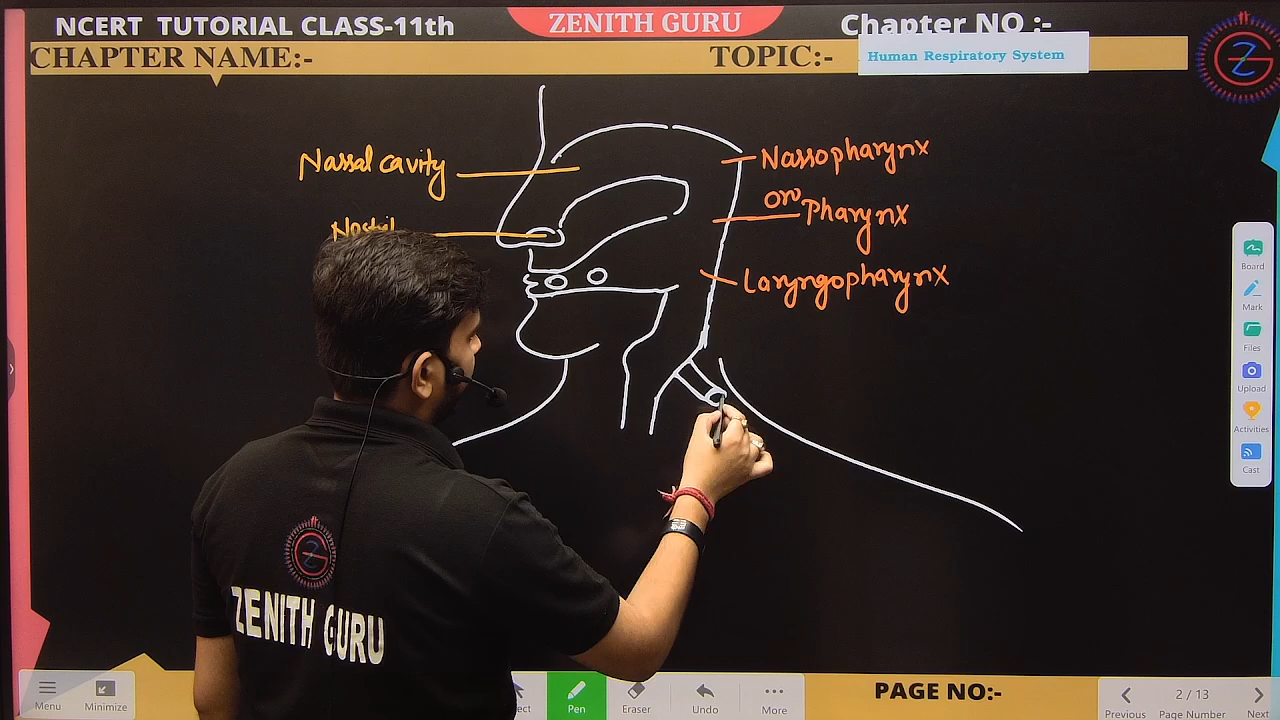 NCERT TUTORIAL CLASS-11th
ZENITH GURU
Chapter NO :-
CHAPTER NAME:-
TOPIC:-
Human Respiratory System
Nassal cavity
Nassopharynx
oro pharynx
Nostril
Laryngopharynx
Board
Mark
Files
Upload
Activities
Cast
ZENITH GURU
Menu
Minimize
Pen
Eraser
Undo
More
PAGE NO:-
Previous
2 / 13
Page Number
Next